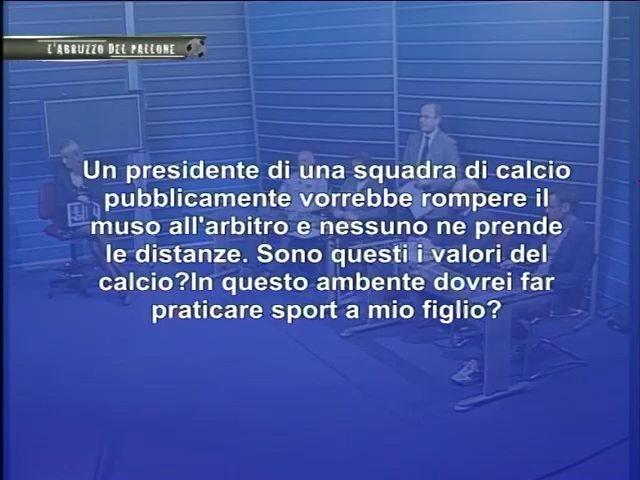 L'ABRUZZO DEL PALLONE
Un presidente di una squadra di calcio
pubblicamente vorrebbe rompere il
muso all'arbitro e nessuno ne prende
le distanze. Sono questi i valori del
calcio?In questo ambente dovrei far
praticare sport a mio figlio?